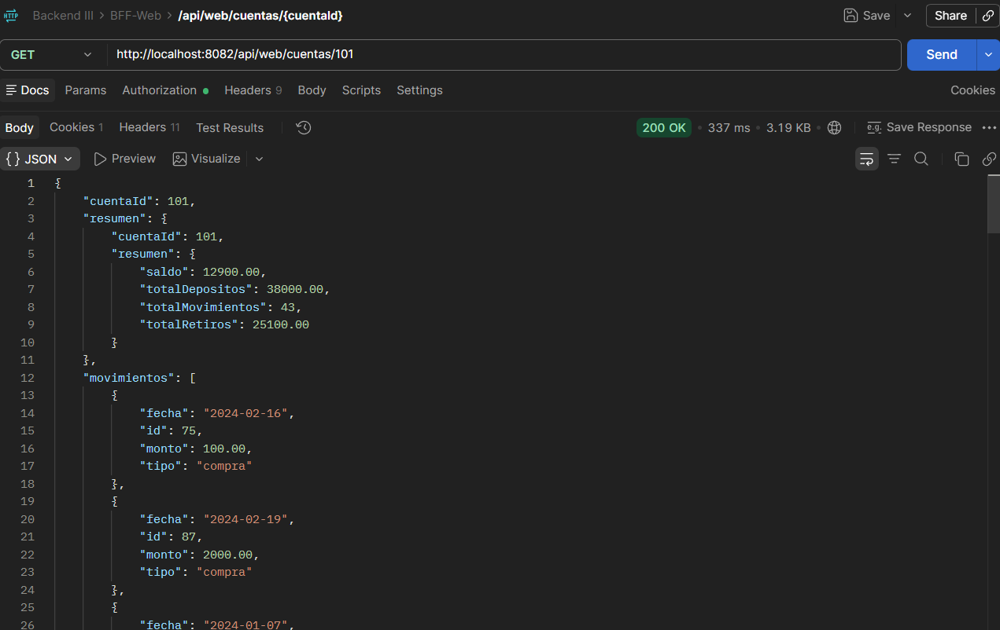 HTTP Backend III > BFF-Web > /api/web/cuentas/{cuentaId} Save Share
GET http://localhost:8082/api/web/cuentas/101 Send
Docs Params Authorization Headers 9 Body Scripts Settings Cookies
Body Cookies 1 Headers 11 Test Results 200 OK • 337 ms • 3.19 KB • e.g. Save Response •••
{} JSON Preview Visualize
1 {
2 "cuentaId": 101,
3 "resumen": {
4 "cuentaId": 101,
5 "resumen": {
6 "saldo": 12900.00,
7 "totalDepositos": 38000.00,
8 "totalMovimientos": 43,
9 "totalRetiros": 25100.00
10 }
11 },
12 "movimientos": [
13 {
14 "fecha": "2024-02-16",
15 "id": 75,
16 "monto": 100.00,
17 "tipo": "compra"
18 },
19 {
20 "fecha": "2024-02-19",
21 "id": 87,
22 "monto": 2000.00,
23 "tipo": "compra"
24 },
25 {
26 "fecha": "2024-01-07",